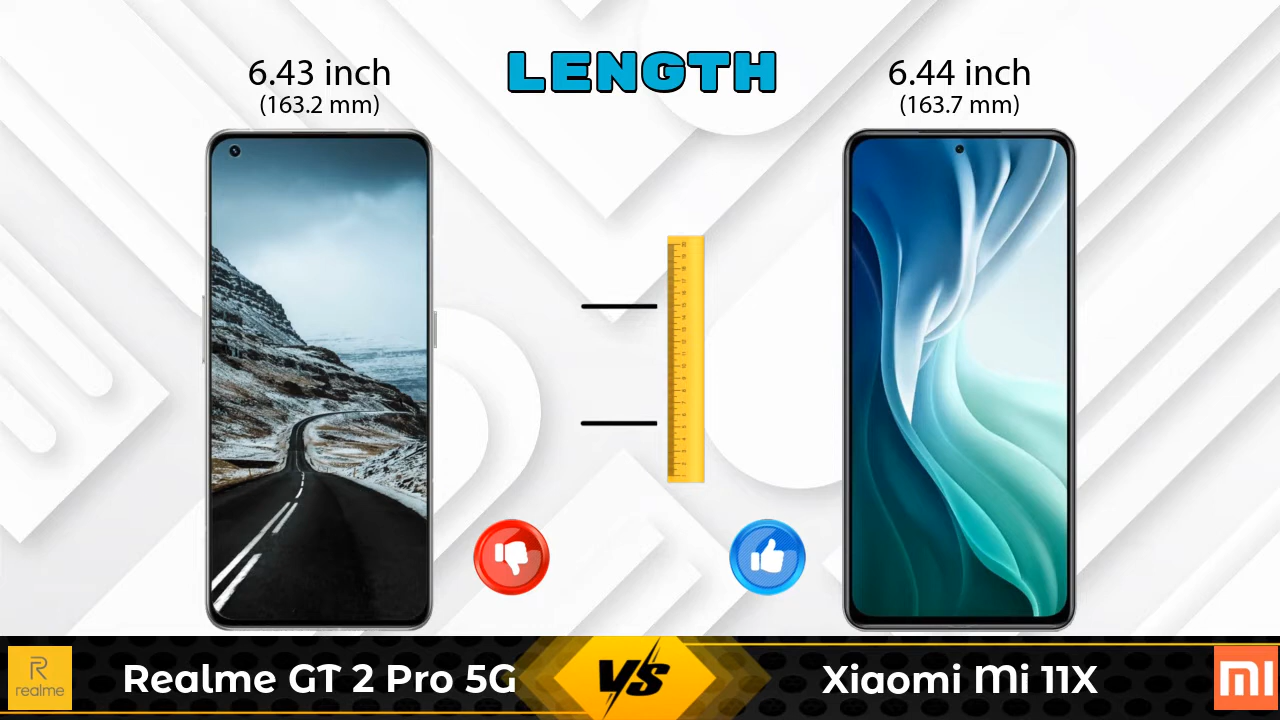 LENGTH
6.43 inch
(163.2 mm)
6.44 inch
(163.7 mm)
R
realme
Realme GT 2 Pro 5G
VS
Xiaomi Mi 11X
MI